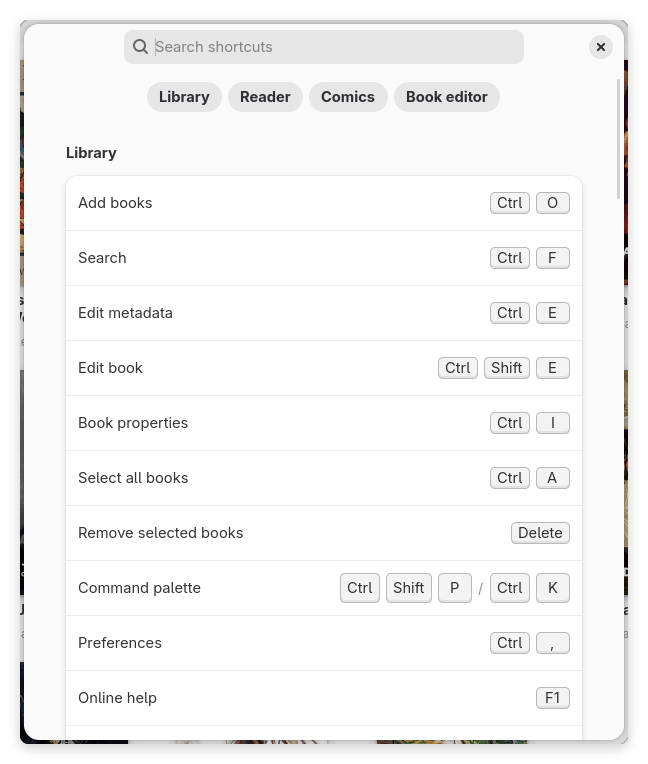 Search shortcuts
Library Reader Comics Book editor
Library
Add books Ctrl O
Search Ctrl F
Edit metadata Ctrl E
Edit book Ctrl Shift E
Book properties Ctrl I
Select all books Ctrl A
Remove selected books Delete
Command palette Ctrl Shift P / Ctrl K
Preferences Ctrl ,
Online help F1